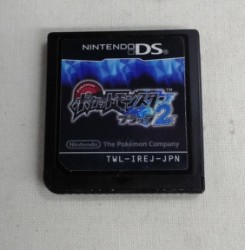 NINTENDO DS
ポケットモンスター
ブラック2
TM
Nintendo The Pokémon Company
TWL-IREJ-JPN